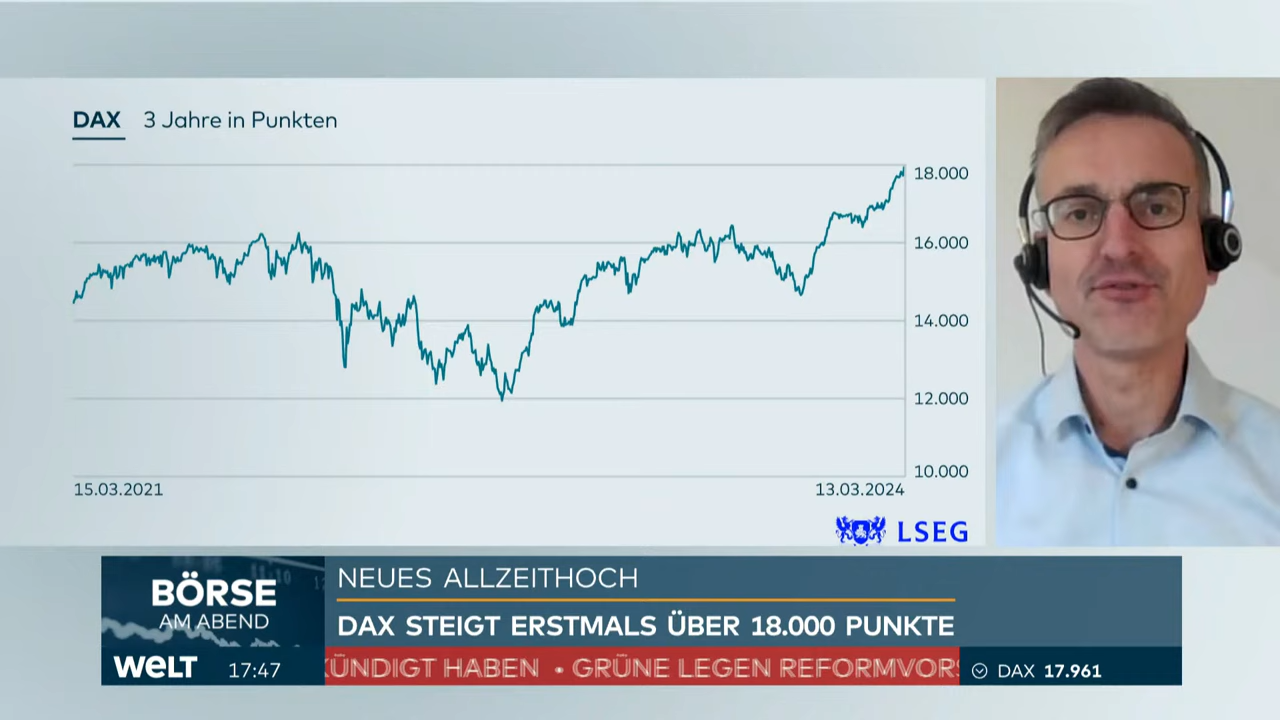 DAX 3 Jahre in Punkten
18.000
16.000
14.000
12.000
10.000
15.03.2021 13.03.2024
LSEG
BÖRSE
AM ABEND
NEUES ALLZEITHOCH
DAX STEIGT ERSTMALS ÜBER 18.000 PUNKTE
welt 17:47
KÜNDIGT HABEN • GRÜNE LEGEN REFORMVORS
DAX 17.961